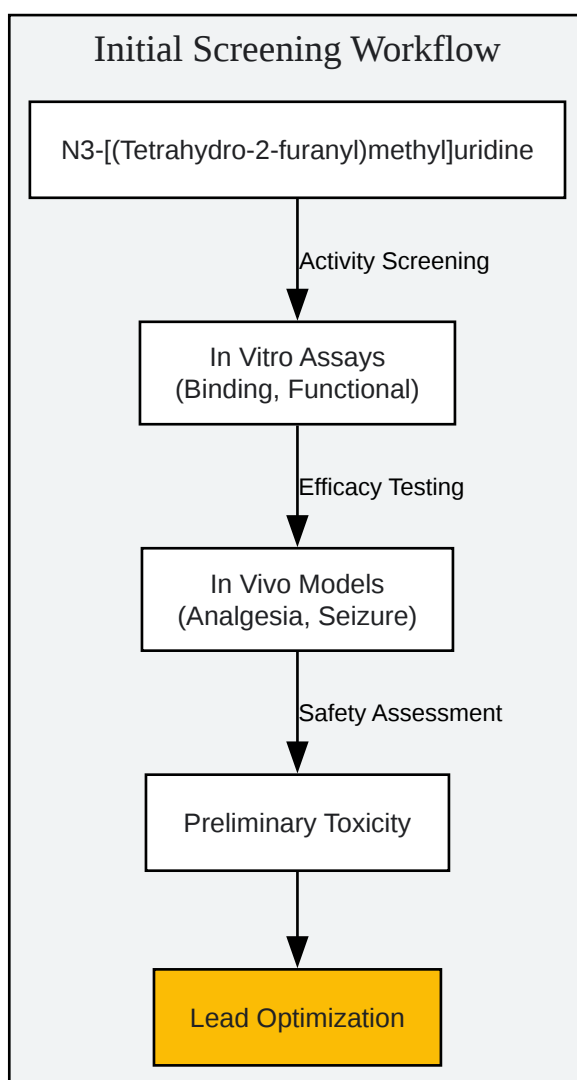 Initial Screening Workflow
N3-[(Tetrahydro-2-furanyl)methyl]uridine
Activity Screening
In Vitro Assays
(Binding, Functional)
Efficacy Testing
In Vivo Models
(Analgesia, Seizure)
Safety Assessment
Preliminary Toxicity
Lead Optimization